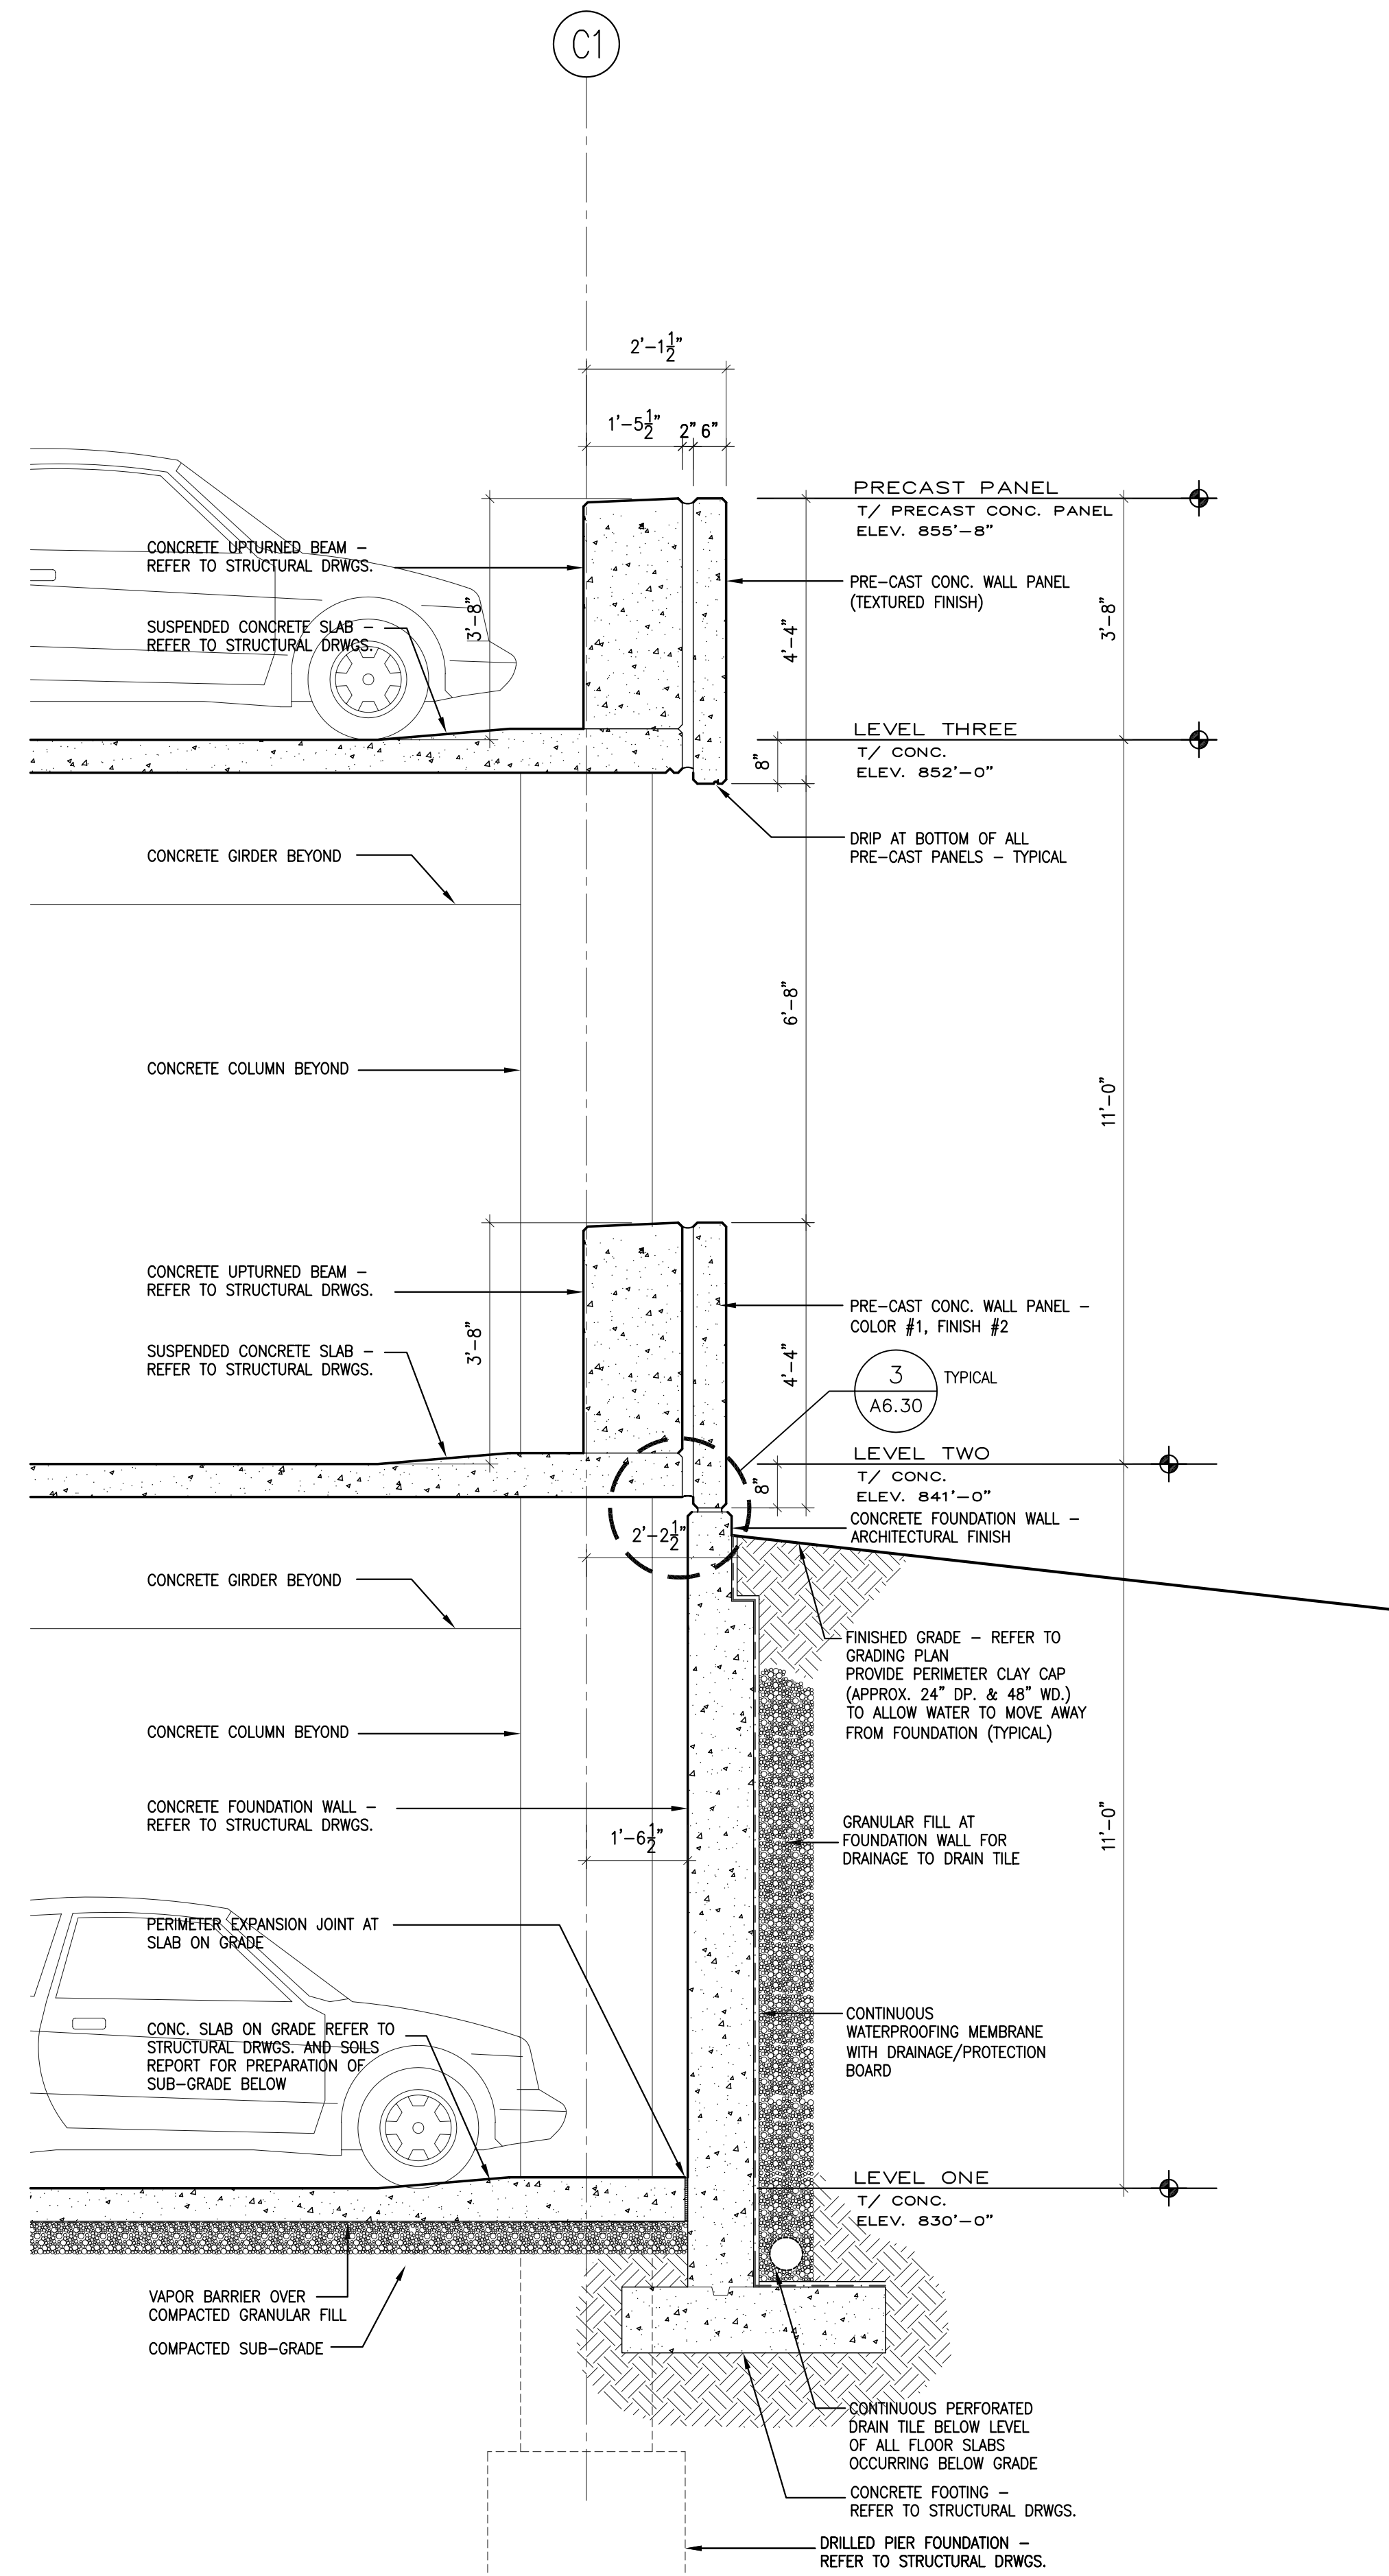 C1
2'-1 1/2"
1'-5 1/2" 2" 6"
PRECAST PANEL
T/ PRECAST CONC. PANEL
ELEV. 855'-8"
CONCRETE UPTURNED BEAM -
REFER TO STRUCTURAL DRWGS.
PRE-CAST CONC. WALL PANEL
(TEXTURED FINISH)
SUSPENDED CONCRETE SLAB -
REFER TO STRUCTURAL DRWGS.
3'-8"
4'-4"
3'-8"
LEVEL THREE
T/ CONC.
ELEV. 852'-0"
8"
DRIP AT BOTTOM OF ALL
PRE-CAST PANELS - TYPICAL
CONCRETE GIRDER BEYOND
6'-8"
CONCRETE COLUMN BEYOND
11'-0"
CONCRETE UPTURNED BEAM -
REFER TO STRUCTURAL DRWGS.
PRE-CAST CONC. WALL PANEL -
COLOR #1, FINISH #2
SUSPENDED CONCRETE SLAB -
REFER TO STRUCTURAL DRWGS.
3'-8"
4'-4"
3
A6.30
TYPICAL
LEVEL TWO
T/ CONC.
ELEV. 841'-0"
8"
CONCRETE FOUNDATION WALL -
ARCHITECTURAL FINISH
2'-2 1/2"
CONCRETE GIRDER BEYOND
FINISHED GRADE - REFER TO
GRADING PLAN
PROVIDE PERIMETER CLAY CAP
(APPROX. 24" DP. & 48" WD.)
TO ALLOW WATER TO MOVE AWAY
FROM FOUNDATION (TYPICAL)
CONCRETE COLUMN BEYOND
CONCRETE FOUNDATION WALL -
REFER TO STRUCTURAL DRWGS.
1'-6 1/2"
GRANULAR FILL AT
FOUNDATION WALL FOR
DRAINAGE TO DRAIN TILE
11'-0"
PERIMETER EXPANSION JOINT AT
SLAB ON GRADE
CONC. SLAB ON GRADE REFER TO
STRUCTURAL DRWGS. AND SOILS
REPORT FOR PREPARATION OF
SUB-GRADE BELOW
CONTINUOUS
WATERPROOFING MEMBRANE
WITH DRAINAGE/PROTECTION
BOARD
LEVEL ONE
T/ CONC.
ELEV. 830'-0"
VAPOR BARRIER OVER
COMPACTED GRANULAR FILL
COMPACTED SUB-GRADE
CONTINUOUS PERFORATED
DRAIN TILE BELOW LEVEL
OF ALL FLOOR SLABS
OCCURRING BELOW GRADE
CONCRETE FOOTING -
REFER TO STRUCTURAL DRWGS.
DRILLED PIER FOUNDATION -
REFER TO STRUCTURAL DRWGS.